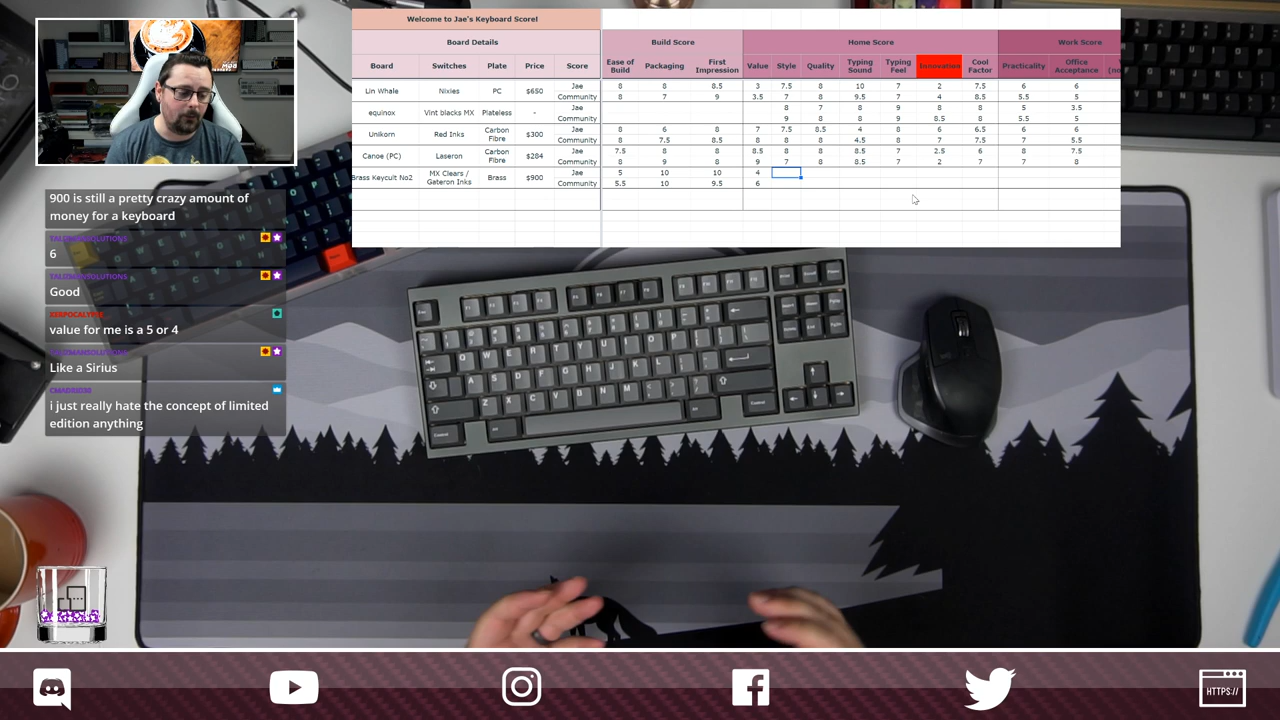 Welcome to Jae's Keyboard Score!
Board Details
Build Score
Home Score
Work Score
Board Switches Plate Price Score Ease of Build Packaging First Impression Value Style Quality Typing Sound Typing Feel Innovation Cool Factor Practicality Office Acceptance
Lin Whale Nixies PC $650 Jae 8 8 8.5 3 7.5 8 10 7 2 7.5 6 6
Community 8 7 9 3.5 7 8 9.5 7 4 8.5 5.5 5
equinox Vint blacks MX Plateless - Jae 8 7 8 9 8 8 5 3.5
Community 9 8 8 9 8.5 8 5.5 5
Unikorn Red Inks Carbon Fibre $300 Jae 8 6 8 7 7.5 8.5 4 8 6 6.5 6 6
Community 8 7.5 8.5 8 8 8 4.5 8 7 7.5 7 5.5
Canoe (PC) Laseron Carbon Fibre $284 Jae 7.5 8 8 8.5 8 8 8.5 7 2.5 6 8 7.5
Community 8 9 8 9 7 8 8.5 7 2 7 7 8
Brass Keycult No2 MX Clears / Gateron Inks Brass $900 Jae 5 10 10 4
Community 5.5 10 9.5 6
900 is still a pretty crazy amount
of money for a keyboard
6
Good
value for me is a 5 or 4
Like a Sirius
i just really hate the concept of limited
edition anything
HTTPS://